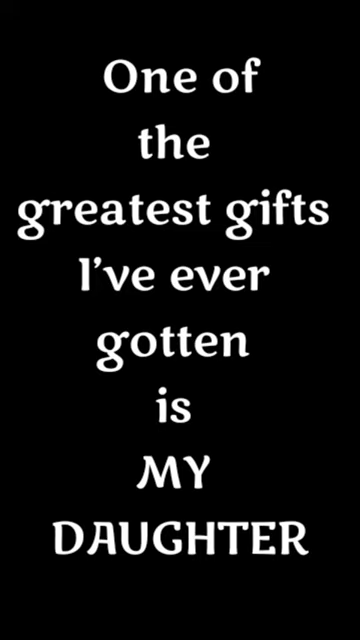 One of
the
greatest gifts
I've ever
gotten
is
MY
DAUGHTER